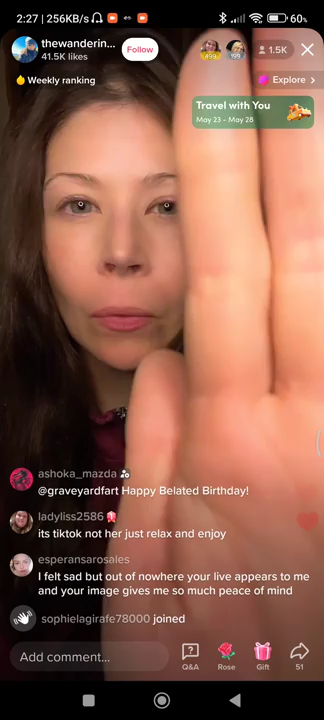 2:27 | 256KB/s
60%
thewanderin...
41.5K likes
Follow
499
199
1.5K
Weekly ranking
Explore >
Travel with You
May 23 - May 28
ashoka_mazda
@graveyardfart Happy Belated Birthday!
ladyliss2586
its tiktok not her just relax and enjoy
esperansarosales
I felt sad but out of nowhere your live appears to me
and your image gives me so much peace of mind
sophielagirafe78000 joined
Add comment...
Q&A
Rose
Gift
51